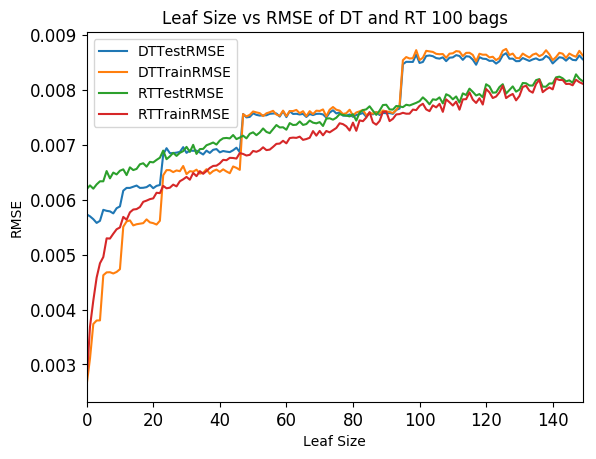 Leaf Size vs RMSE of DT and RT 100 bags
DTTestRMSE
DTTrainRMSE
RTTestRMSE
RTTrainRMSE
0.009
0.008
0.007
0.006
0.005
0.004
0.003
RMSE
0 20 40 60 80 100 120 140
Leaf Size